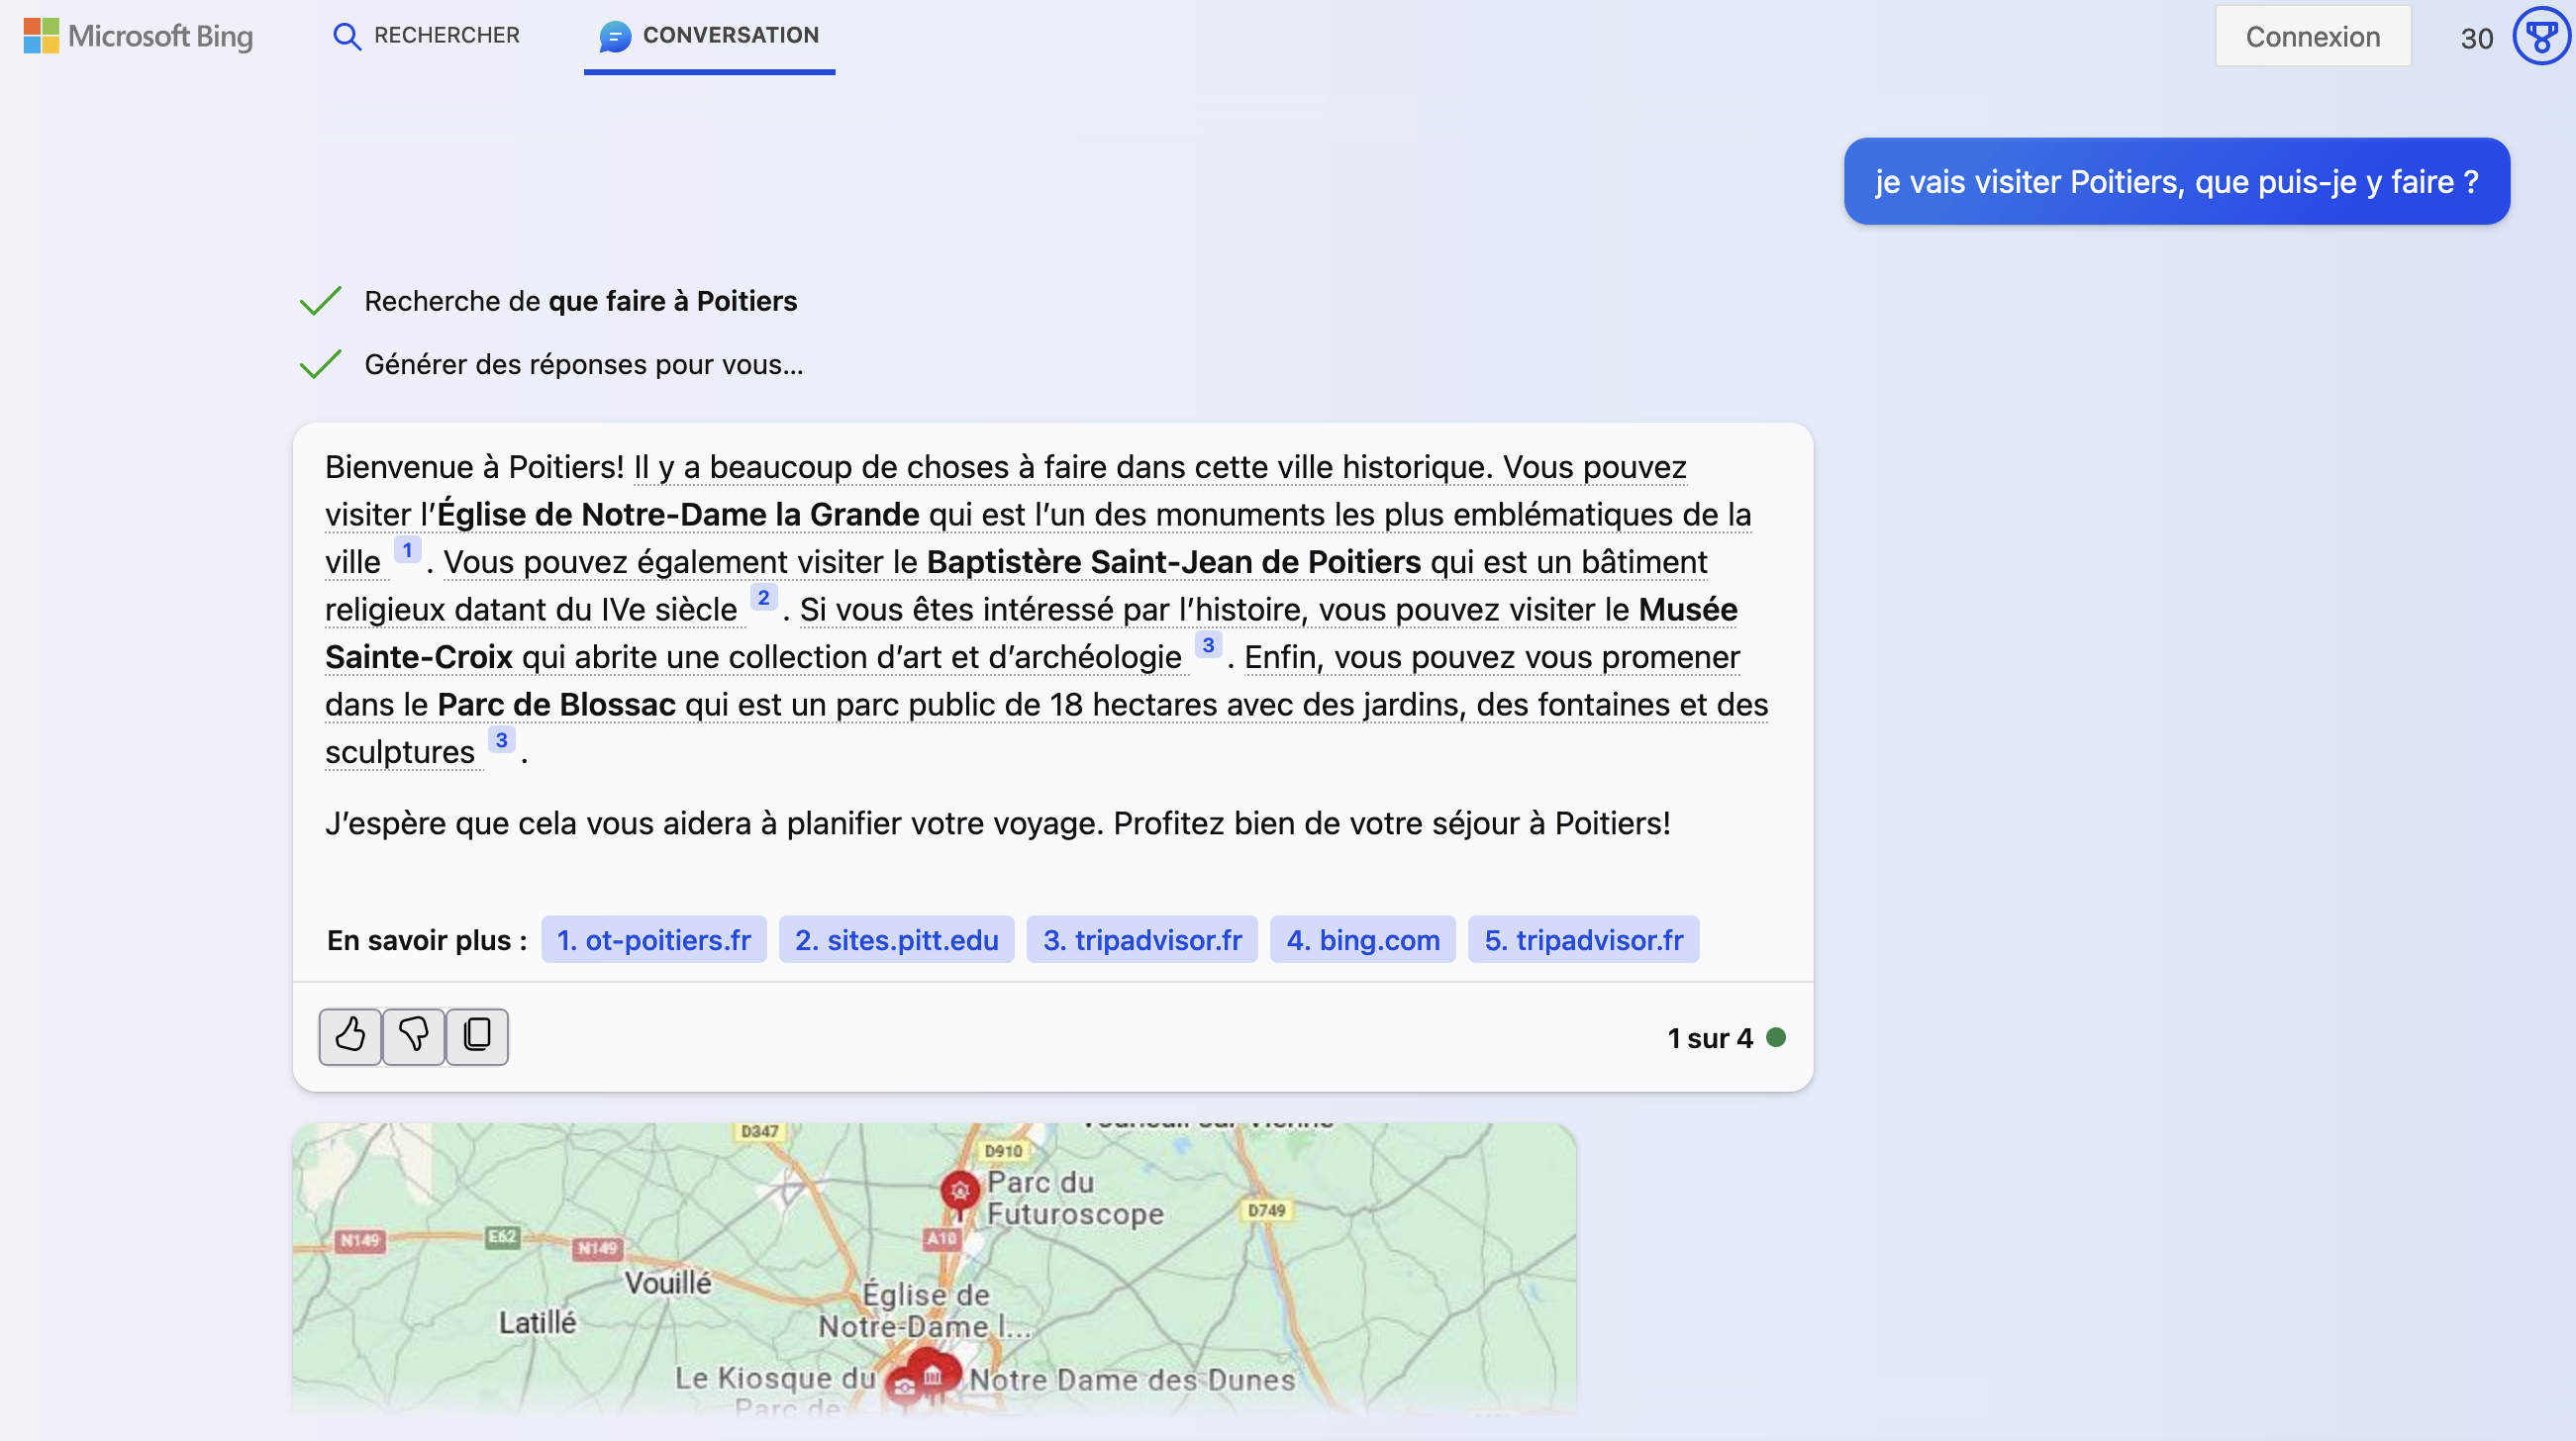 Microsoft Bing
RECHERCHER
CONVERSATION
Connexion
30
je vais visiter Poitiers, que puis-je y faire ?
Recherche de que faire à Poitiers
Générer des réponses pour vous...
Bienvenue à Poitiers! Il y a beaucoup de choses à faire dans cette ville historique. Vous pouvez
visiter l’Église de Notre-Dame la Grande qui est l’un des monuments les plus emblématiques de la
ville 1 . Vous pouvez également visiter le Baptistère Saint-Jean de Poitiers qui est un bâtiment
religieux datant du IVe siècle 2 . Si vous êtes intéressé par l’histoire, vous pouvez visiter le Musée
Sainte-Croix qui abrite une collection d’art et d’archéologie 3 . Enfin, vous pouvez vous promener
dans le Parc de Blossac qui est un parc public de 18 hectares avec des jardins, des fontaines et des
sculptures 3 .
J’espère que cela vous aidera à planifier votre voyage. Profitez bien de votre séjour à Poitiers!
En savoir plus : 1. ot-poitiers.fr 2. sites.pitt.edu 3. tripadvisor.fr 4. bing.com 5. tripadvisor.fr
1 sur 4
D347
D910
Parc du
Futuroscope
D749
N149
E62
N149
A10
Vouillé
Latillé
Église de
Notre-Dame l...
Le Kiosque du
Parc de
Notre Dame des Dunes